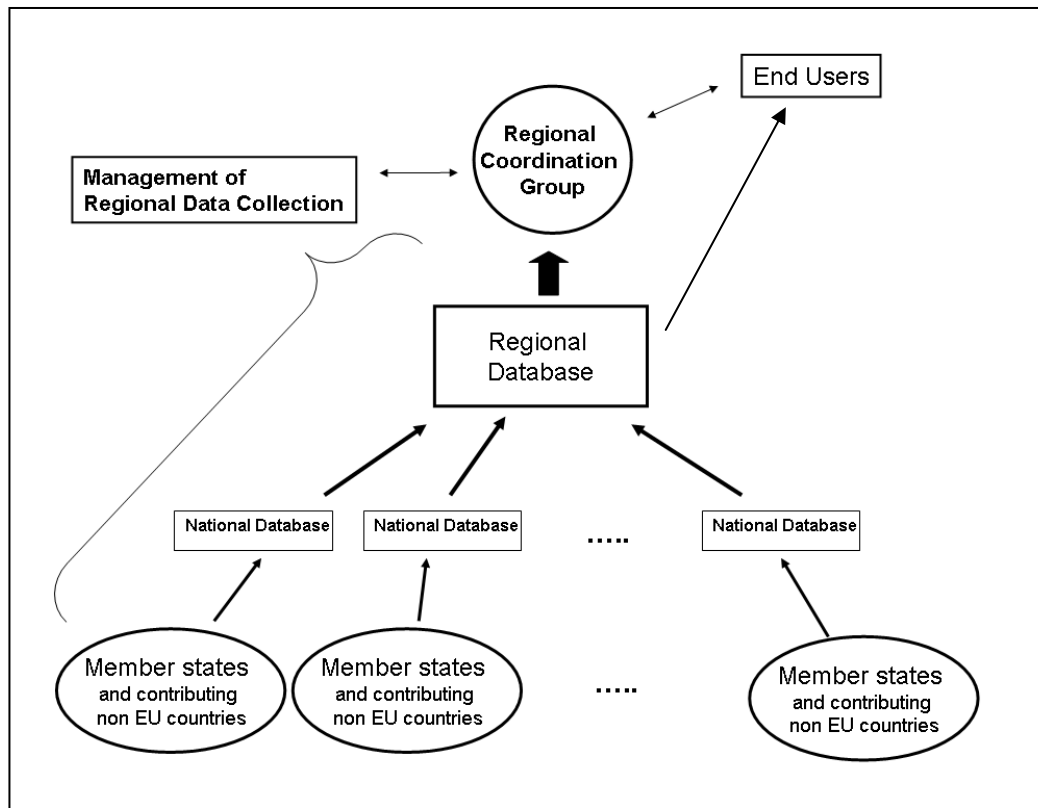 End Users
Regional
Coordination
Group
Management of
Regional Data Collection
Regional
Database
National Database
National Database
.....
National Database
Member states
and contributing
non EU countries
Member states
and contributing
non EU countries
.....
Member states
and contributing
non EU countries